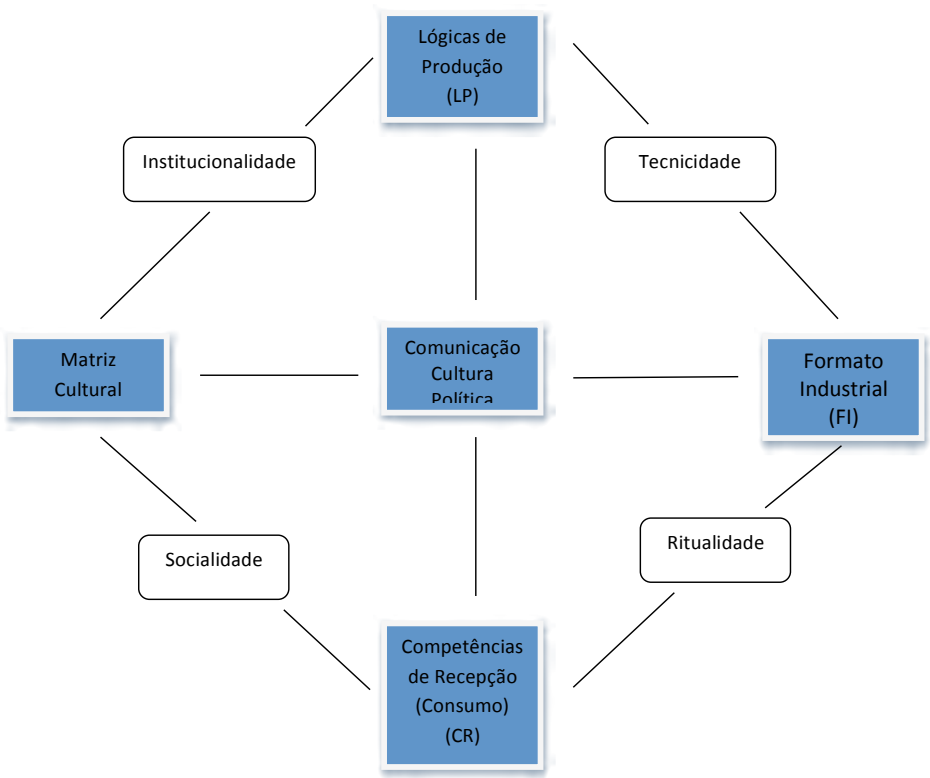 Lógicas de
Produção
(LP)
Institucionalidade
Tecnicidade
Matriz
Cultural
Comunicação
Cultura
Política
Formato
Industrial
(FI)
Socialidade
Ritualidade
Competências
de Recepção
(Consumo)
(CR)